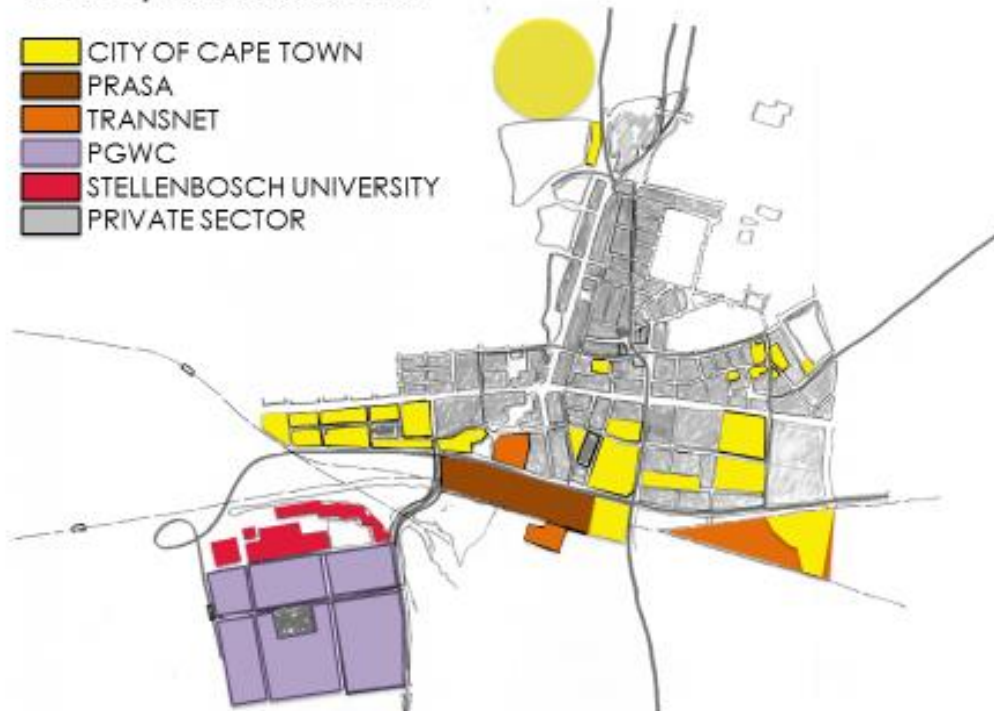 CITY OF CAPE TOWN
PRASA
TRANSNET
PGWC
STELLENBOSCH UNIVERSITY
PRIVATE SECTOR